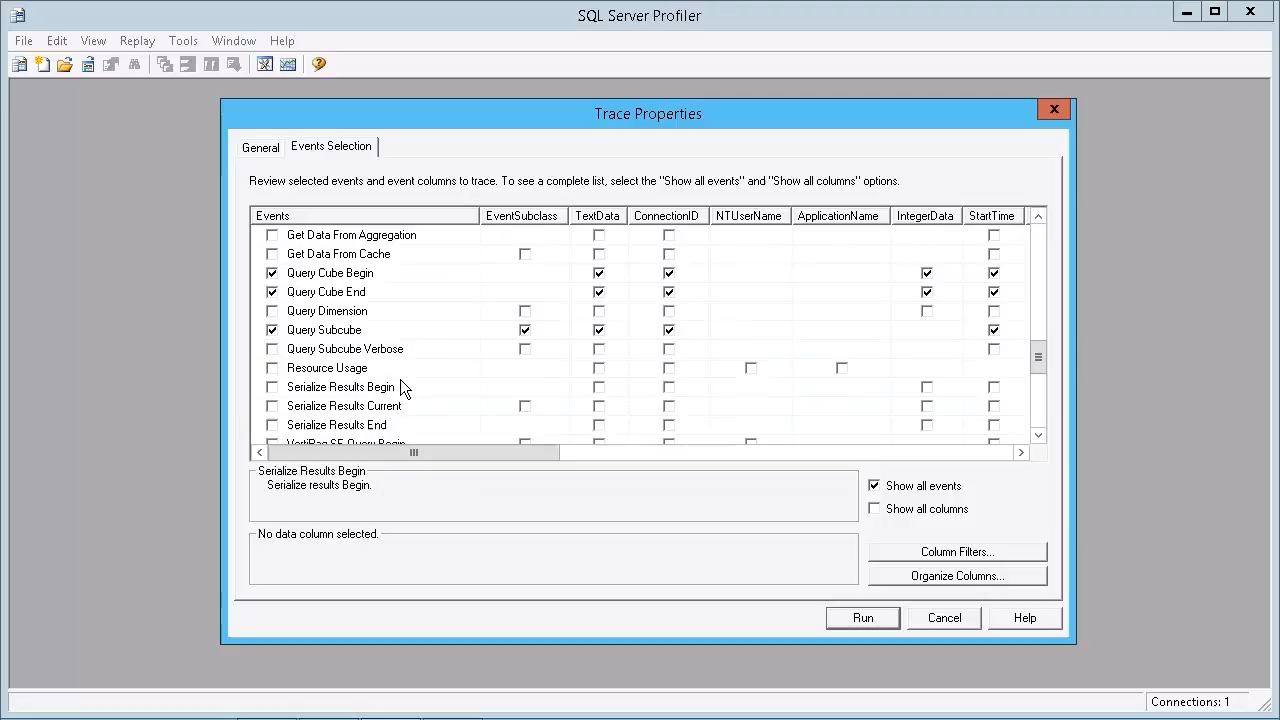 SQL Server Profiler
File Edit View Replay Tools Window Help
Trace Properties
General Events Selection
Review selected events and event columns to trace. To see a complete list, select the "Show all events" and "Show all columns" options.
Events EventSubclass TextData ConnectionID NTUserName ApplicationName IntegerData StartTime
Get Data From Aggregation
Get Data From Cache
Query Cube Begin
Query Cube End
Query Dimension
Query Subcube
Query Subcube Verbose
Resource Usage
Serialize Results Begin
Serialize Results Current
Serialize Results End
VertiPaq SE Query Begin
Serialize Results Begin
Serialize results Begin.
Show all events
Show all columns
No data column selected.
Column Filters...
Organize Columns...
Run Cancel Help
Connections: 1